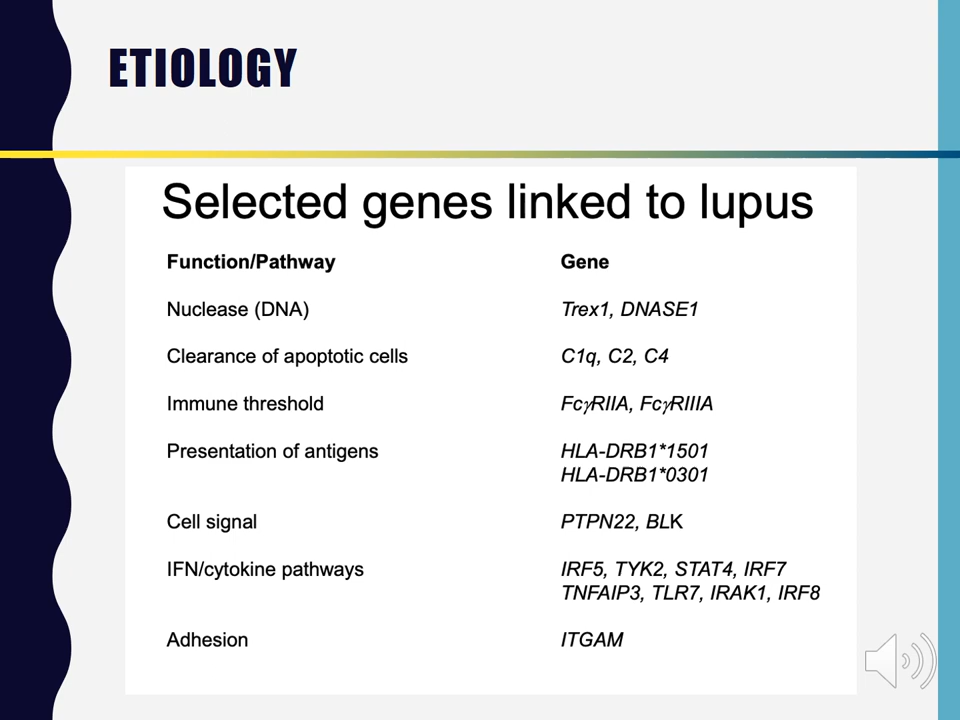 ETIOLOGY
Selected genes linked to lupus
Function/Pathway Gene
Nuclease (DNA) Trex1, DNASE1
Clearance of apoptotic cells C1q, C2, C4
Immune threshold FcγRIIA, FcγRIIIA
Presentation of antigens HLA-DRB1*1501
HLA-DRB1*0301
Cell signal PTPN22, BLK
IFN/cytokine pathways IRF5, TYK2, STAT4, IRF7
TNFAIP3, TLR7, IRAK1, IRF8
Adhesion ITGAM